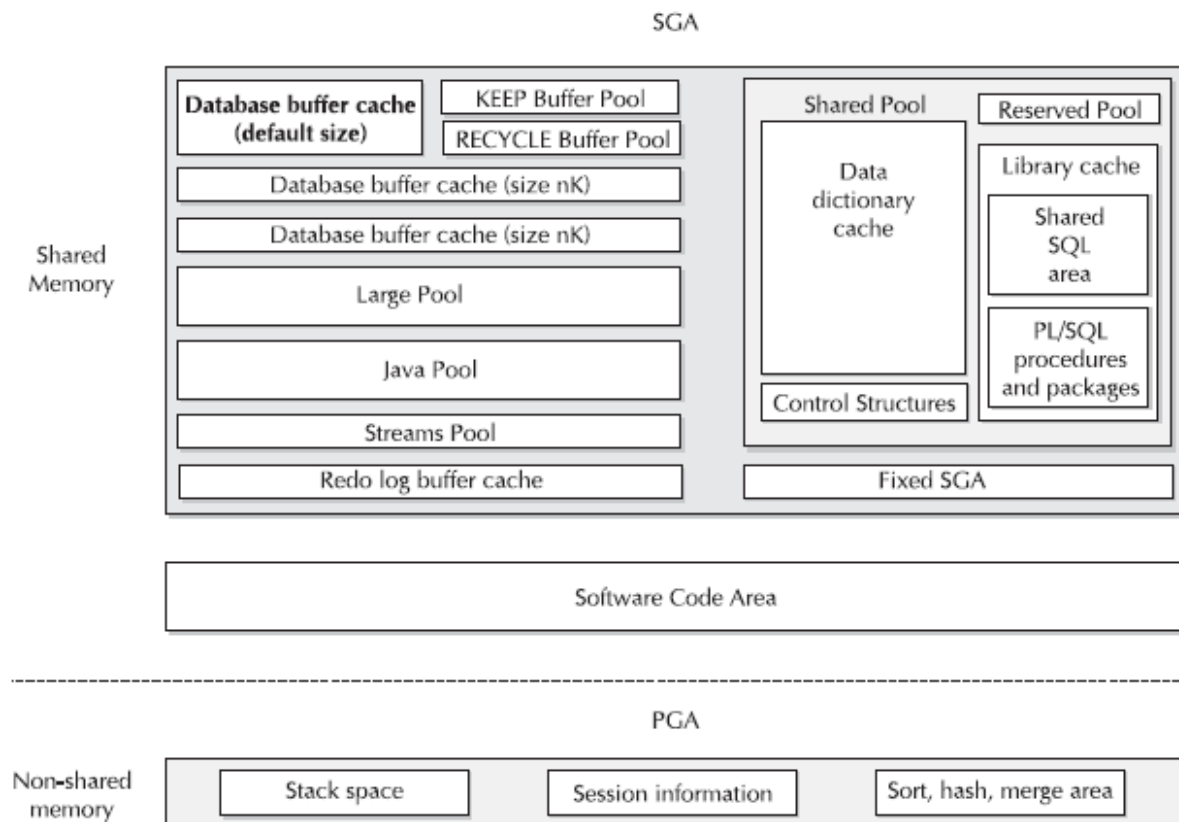 SGA
Shared
Memory
Database buffer cache
(default size)
KEEP Buffer Pool
RECYCLE Buffer Pool
Database buffer cache (size nK)
Database buffer cache (size nK)
Large Pool
Java Pool
Streams Pool
Redo log buffer cache
Shared Pool
Data
dictionary
cache
Control Structures
Reserved Pool
Library cache
Shared
SQL
area
PL/SQL
procedures
and packages
Fixed SGA
Software Code Area
PGA
Non-shared
memory
Stack space
Session information
Sort, hash, merge area